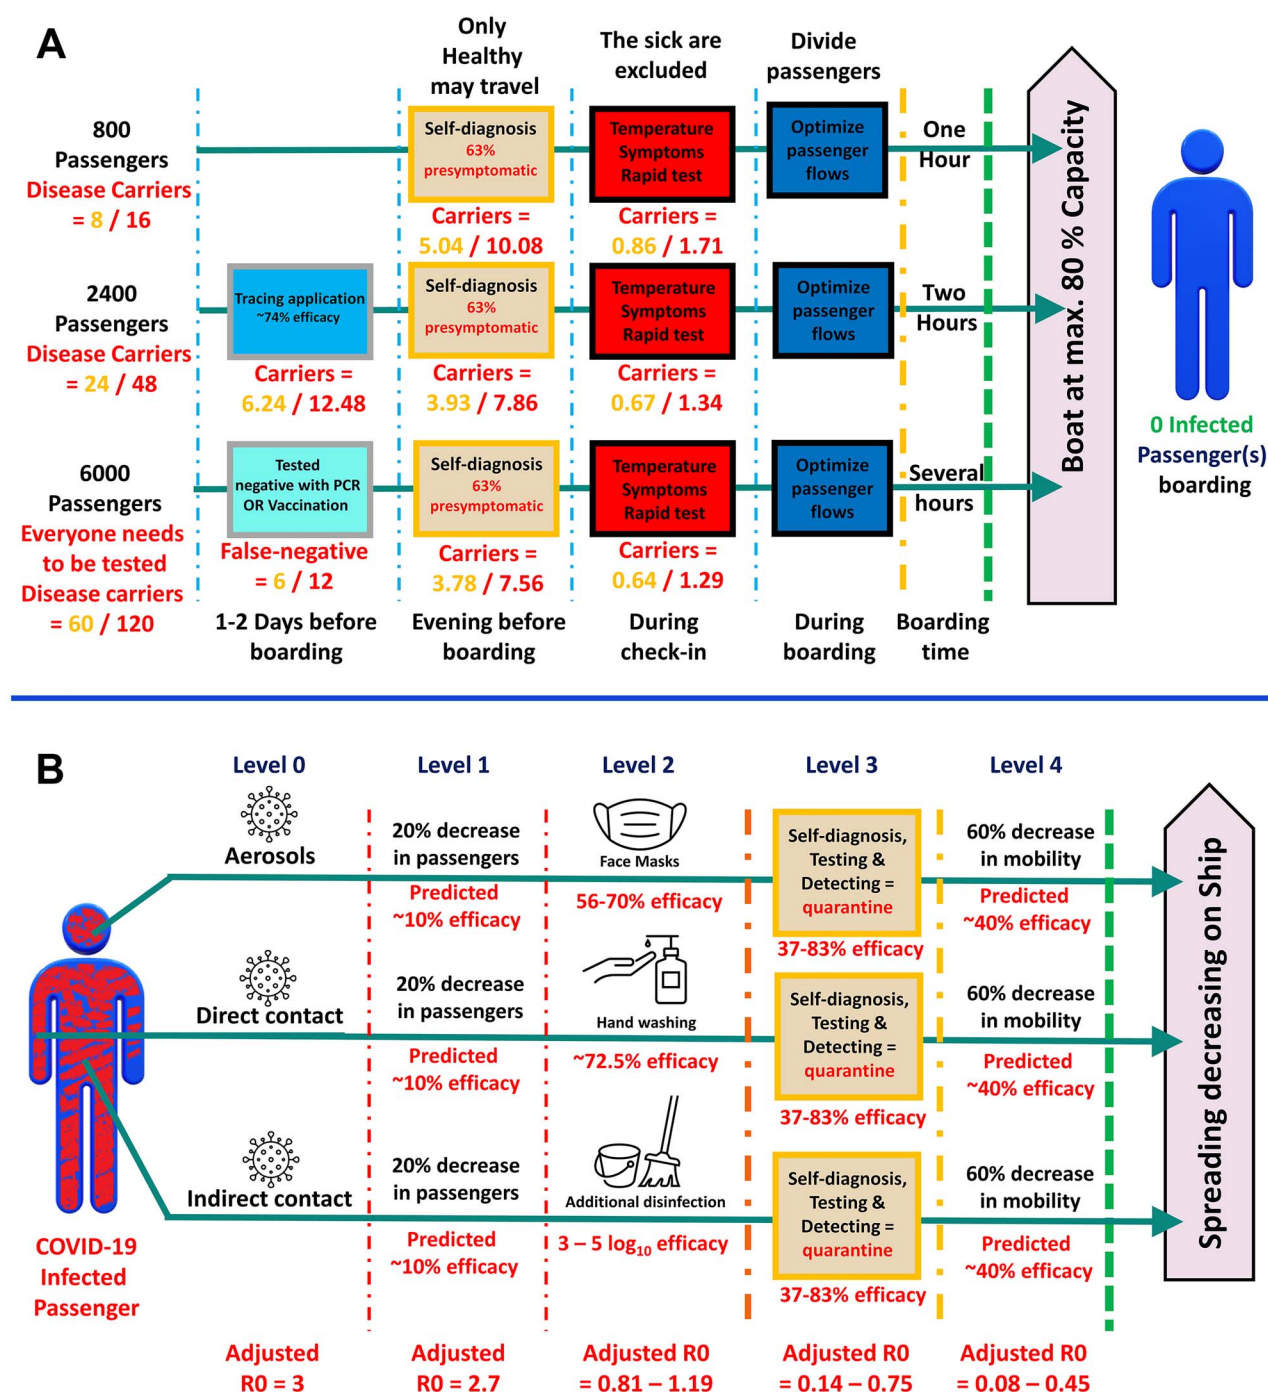 A
Only
Healthy
may travel
The sick are
excluded
Divide
passengers
800
Passengers
Disease Carriers
= 8 / 16
Self-diagnosis
63%
presymptomatic
Carriers =
5.04 / 10.08
Temperature
Symptoms
Rapid test
Carriers =
0.86 / 1.71
Optimize
passenger
flows
One
Hour
2400
Passengers
Disease Carriers
= 24 / 48
Tracing application
~74% efficacy
Carriers =
6.24 / 12.48
Self-diagnosis
63%
presymptomatic
Carriers =
3.93 / 7.86
Temperature
Symptoms
Rapid test
Carriers =
0.67 / 1.34
Optimize
passenger
flows
Two
Hours
6000
Passengers
Everyone needs
to be tested
Disease carriers
= 60 / 120
Tested
negative with PCR
OR Vaccination
False-negative
= 6 / 12
Self-diagnosis
63%
presymptomatic
Carriers =
3.78 / 7.56
Temperature
Symptoms
Rapid test
Carriers =
0.64 / 1.29
Optimize
passenger
flows
Several
hours
1-2 Days before
boarding
Evening before
boarding
During
check-in
During
boarding
Boarding
time
Boat at max. 80 % Capacity
0 Infected
Passenger(s)
boarding
B
Level 0
Level 1
Level 2
Level 3
Level 4
Aerosols
20% decrease
in passengers
Predicted
~10% efficacy
Face Masks
56-70% efficacy
Self-diagnosis,
Testing &
Detecting =
quarantine
37-83% efficacy
60% decrease
in mobility
Predicted
~40% efficacy
Direct contact
20% decrease
in passengers
Predicted
~10% efficacy
Hand washing
~72.5% efficacy
Self-diagnosis,
Testing &
Detecting =
quarantine
37-83% efficacy
60% decrease
in mobility
Predicted
~40% efficacy
Indirect contact
20% decrease
in passengers
Predicted
~10% efficacy
Additional disinfection
3 – 5 log₁₀ efficacy
Self-diagnosis,
Testing &
Detecting =
quarantine
37-83% efficacy
60% decrease
in mobility
Predicted
~40% efficacy
COVID-19
Infected
Passenger
Spreading decreasing on Ship
Adjusted
R0 = 3
Adjusted
R0 = 2.7
Adjusted R0
= 0.81 – 1.19
Adjusted R0
= 0.14 – 0.75
Adjusted R0
= 0.08 – 0.45